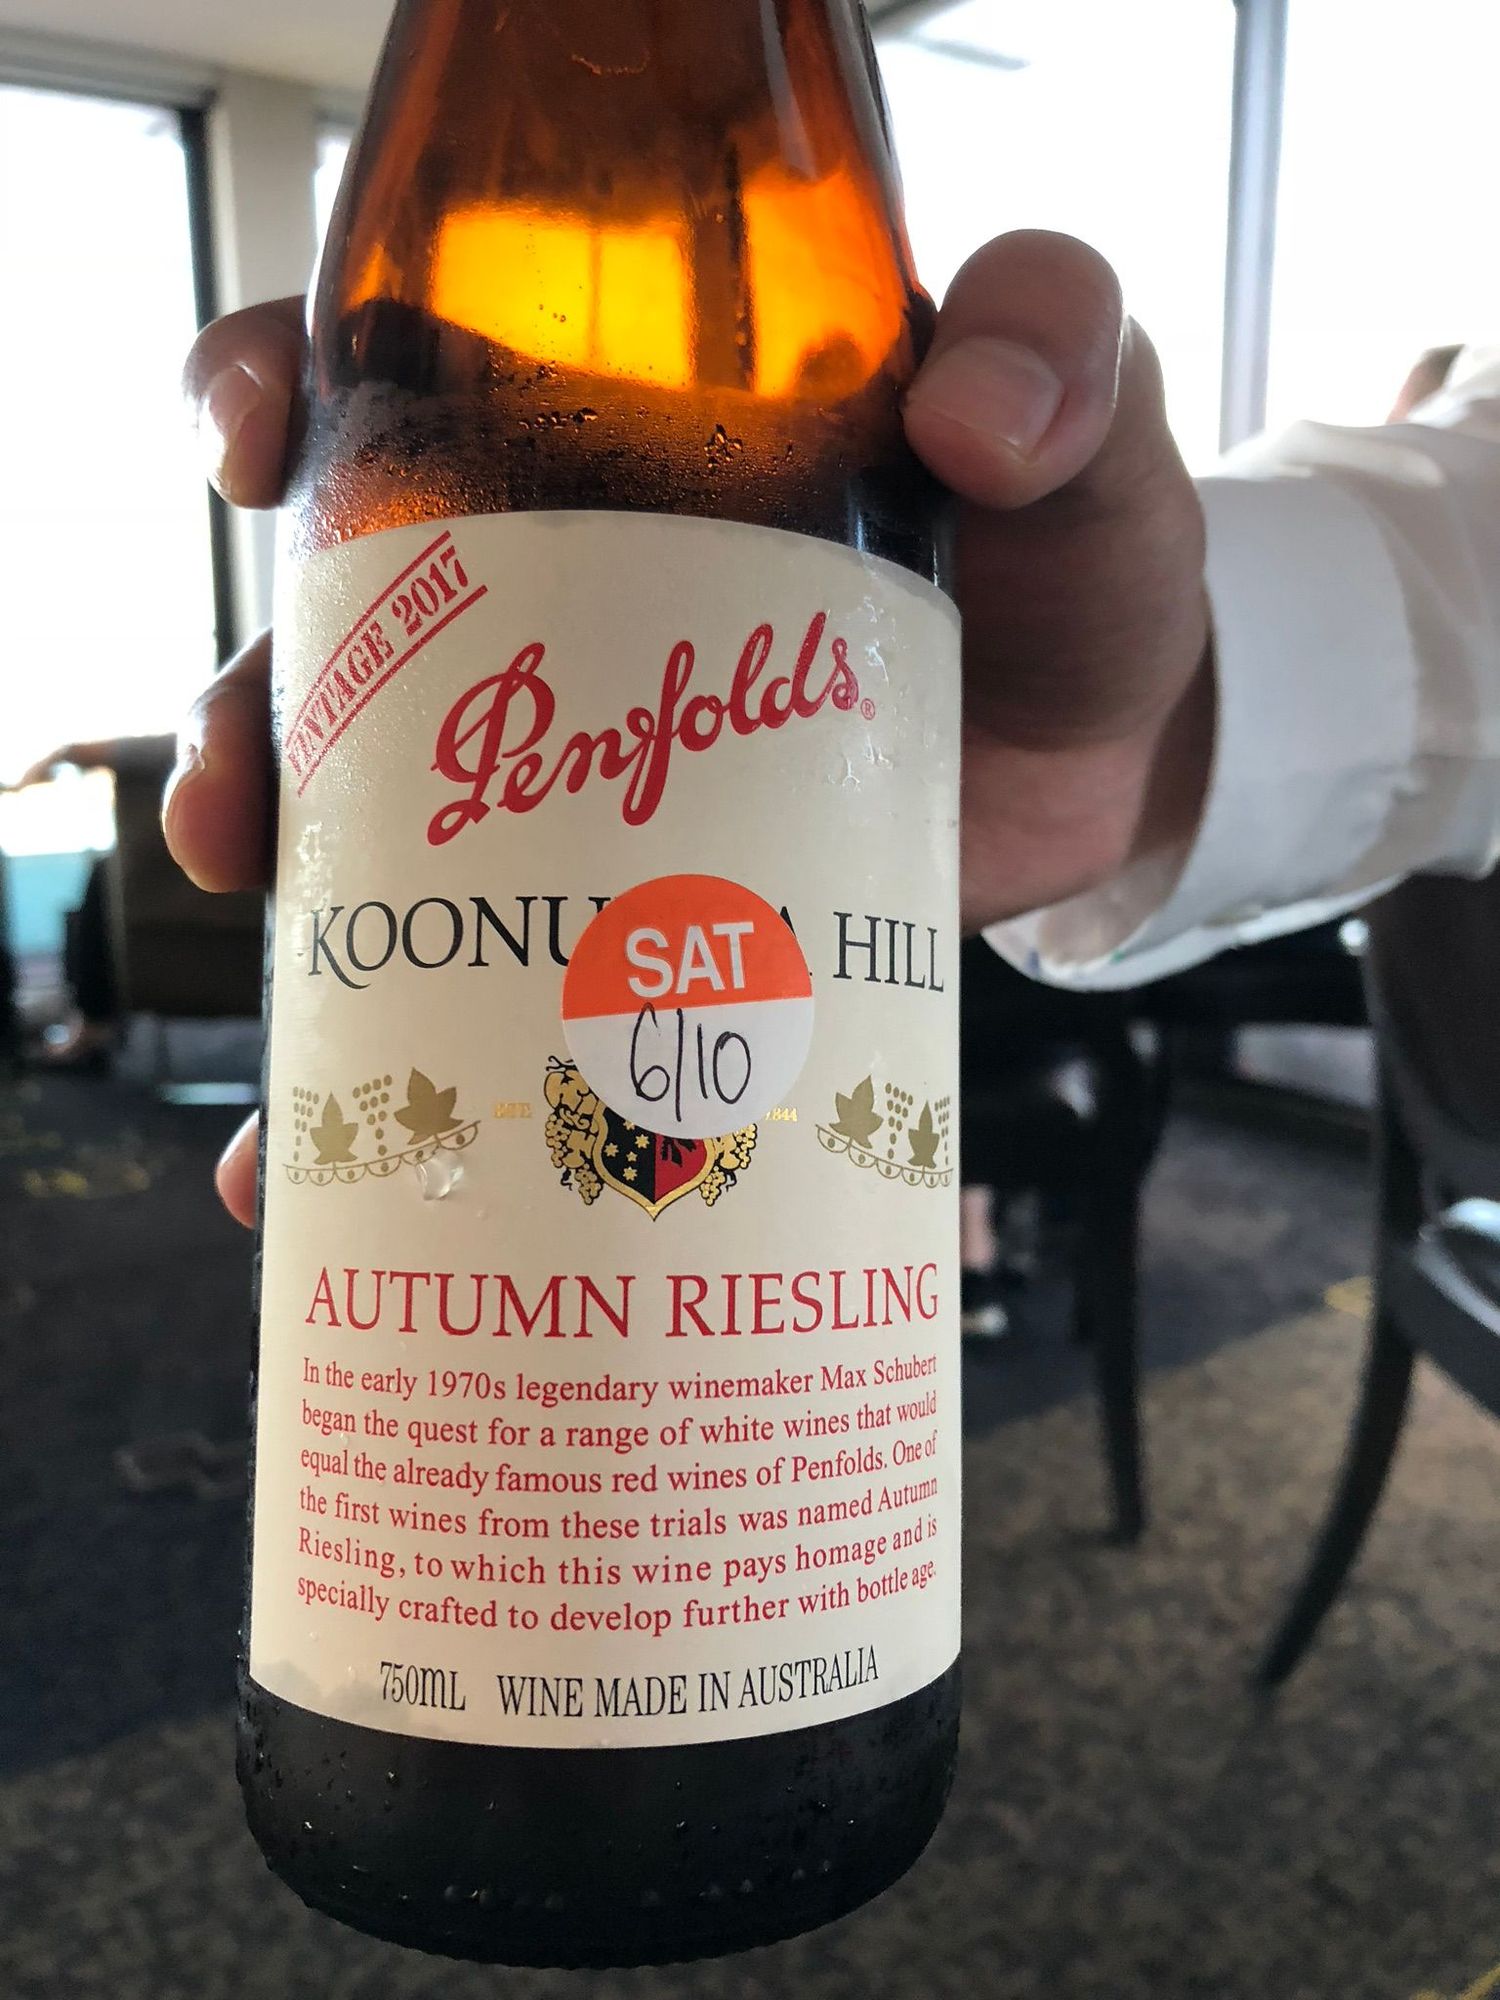 VINTAGE 2017
Penfolds®
KOONU A HILL
SAT
6/10
EST. 1844
AUTUMN RIESLING
In the early 1970s legendary winemaker Max Schubert
began the quest for a range of white wines that would
equal the already famous red wines of Penfolds. One of
the first wines from these trials was named Autumn
Riesling, to which this wine pays homage and is
specially crafted to develop further with bottle age.
750mL WINE MADE IN AUSTRALIA